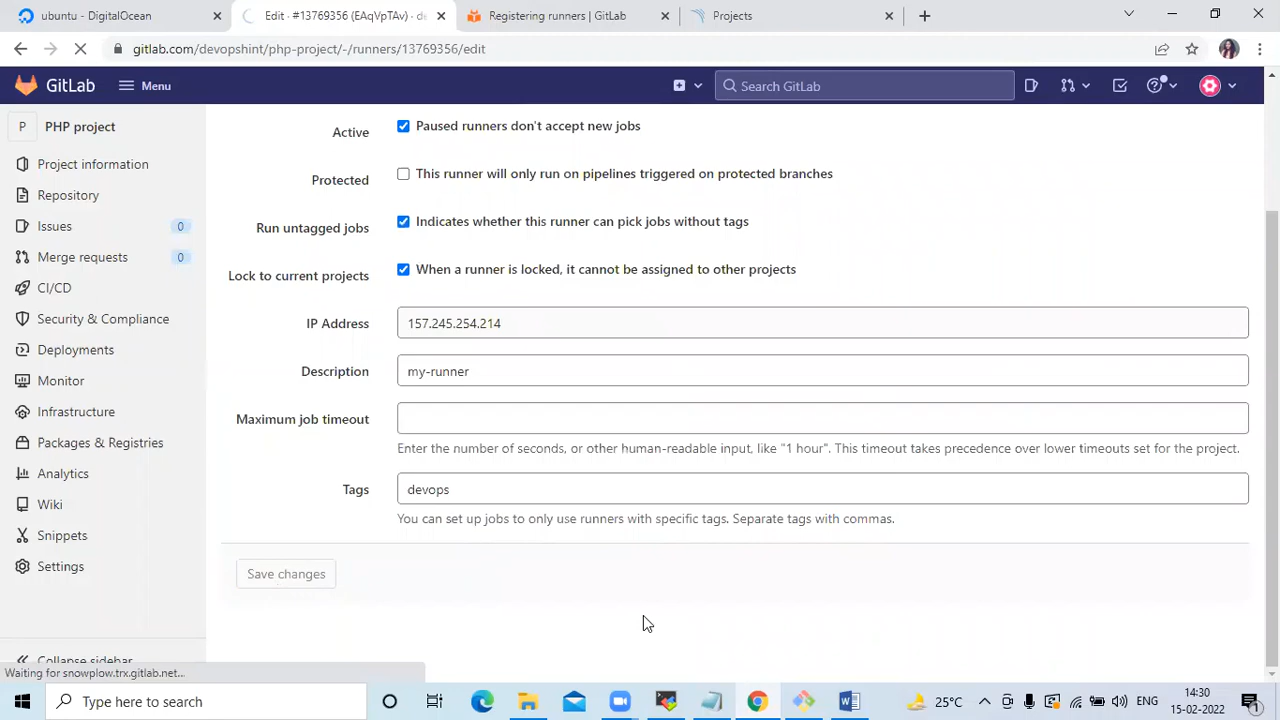 ubuntu - DigitalOcean
Edit · #13769356 (EAqVpTAv) · de
Registering runners | GitLab
Projects
gitlab.com/devopshint/php-project/-/runners/13769356/edit
GitLab
Menu
Search GitLab
P
PHP project
Project information
Repository
Issues
0
Merge requests
0
CI/CD
Security & Compliance
Deployments
Monitor
Infrastructure
Packages & Registries
Analytics
Wiki
Snippets
Settings
Collapse sidebar
Active
Paused runners don't accept new jobs
Protected
This runner will only run on pipelines triggered on protected branches
Run untagged jobs
Indicates whether this runner can pick jobs without tags
Lock to current projects
When a runner is locked, it cannot be assigned to other projects
IP Address
157.245.254.214
Description
my-runner
Maximum job timeout
Enter the number of seconds, or other human-readable input, like "1 hour". This timeout takes precedence over lower timeouts set for the project.
Tags
devops
You can set up jobs to only use runners with specific tags. Separate tags with commas.
Save changes
Waiting for snowplow.trx.gitlab.net...
Type here to search
25°C
ENG
14:30
15-02-2022
1